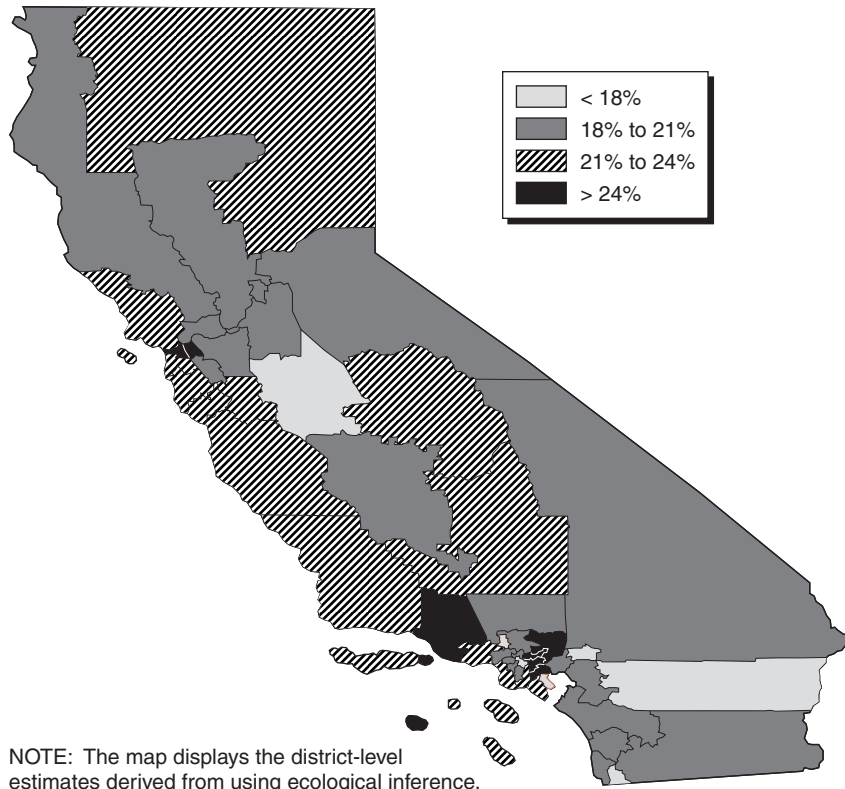 < 18%
18% to 21%
21% to 24%
> 24%
NOTE: The map displays the district-level
estimates derived from using ecological inference.